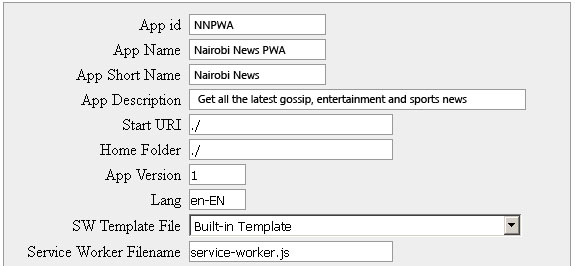 App id NNPWA
App Name Nairobi News PWA
App Short Name Nairobi News
App Description Get all the latest gossip, entertainment and sports news
Start URI ./
Home Folder ./
App Version 1
Lang en-EN
SW Template File Built-in Template
Service Worker Filename service-worker.js